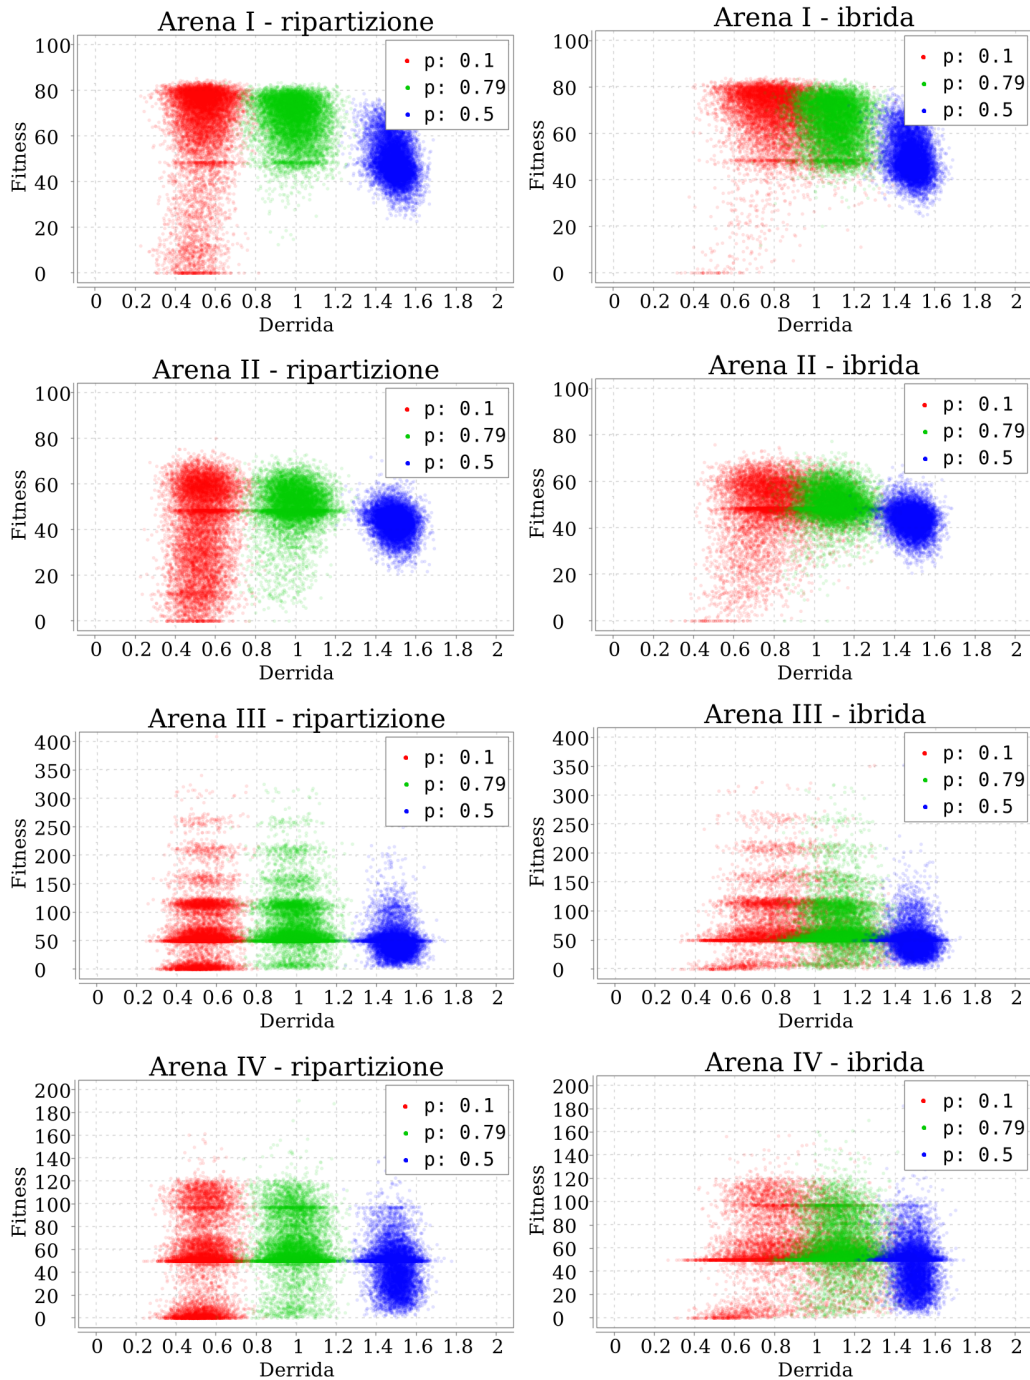 Arena I - ripartizione
100
80
60
40
20
0
Fitness
p: 0.1
p: 0.79
p: 0.5
0 0.2 0.4 0.6 0.8 1 1.2 1.4 1.6 1.8 2
Derrida
Arena I - ibrida
100
80
60
40
20
0
Fitness
p: 0.1
p: 0.79
p: 0.5
0 0.2 0.4 0.6 0.8 1 1.2 1.4 1.6 1.8 2
Derrida
Arena II - ripartizione
100
80
60
40
20
0
Fitness
p: 0.1
p: 0.79
p: 0.5
0 0.2 0.4 0.6 0.8 1 1.2 1.4 1.6 1.8 2
Derrida
Arena II - ibrida
100
80
60
40
20
0
Fitness
p: 0.1
p: 0.79
p: 0.5
0 0.2 0.4 0.6 0.8 1 1.2 1.4 1.6 1.8 2
Derrida
Arena III - ripartizione
400
350
300
250
200
150
100
50
0
Fitness
p: 0.1
p: 0.79
p: 0.5
0 0.2 0.4 0.6 0.8 1 1.2 1.4 1.6 1.8 2
Derrida
Arena III - ibrida
400
350
300
250
200
150
100
50
0
Fitness
p: 0.1
p: 0.79
p: 0.5
0 0.2 0.4 0.6 0.8 1 1.2 1.4 1.6 1.8 2
Derrida
Arena IV - ripartizione
200
180
160
140
120
100
80
60
40
20
0
Fitness
p: 0.1
p: 0.79
p: 0.5
0 0.2 0.4 0.6 0.8 1 1.2 1.4 1.6 1.8 2
Derrida
Arena IV - ibrida
200
180
160
140
120
100
80
60
40
20
0
Fitness
p: 0.1
p: 0.79
p: 0.5
0 0.2 0.4 0.6 0.8 1 1.2 1.4 1.6 1.8 2
Derrida